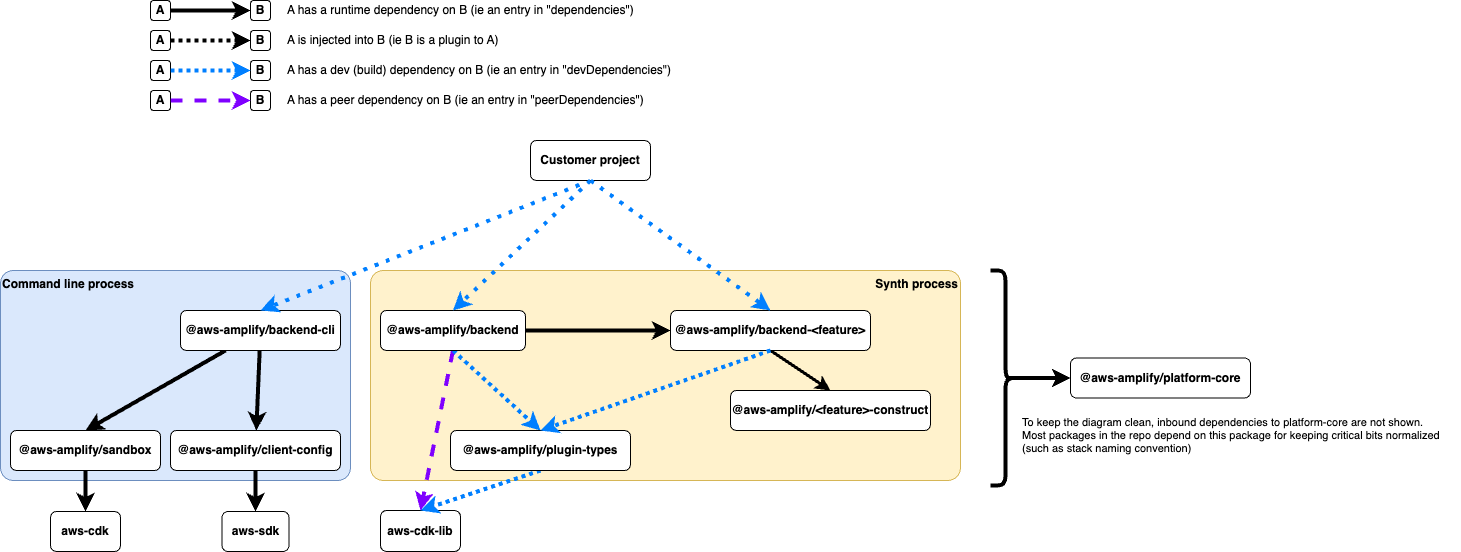 A B A has a runtime dependency on B (ie an entry in "dependencies")
A B A is injected into B (ie B is a plugin to A)
A B A has a dev (build) dependency on B (ie an entry in "devDependencies")
A B A has a peer dependency on B (ie an entry in "peerDependencies")
Customer project
Command line process
Synth process
@aws-amplify/backend-cli
@aws-amplify/backend
@aws-amplify/backend-<feature>
@aws-amplify/platform-core
@aws-amplify/<feature>-construct
To keep the diagram clean, inbound dependencies to platform-core are not shown.
Most packages in the repo depend on this package for keeping critical bits normalized
(such as stack naming convention)
@aws-amplify/sandbox
@aws-amplify/client-config
@aws-amplify/plugin-types
aws-cdk
aws-sdk
aws-cdk-lib